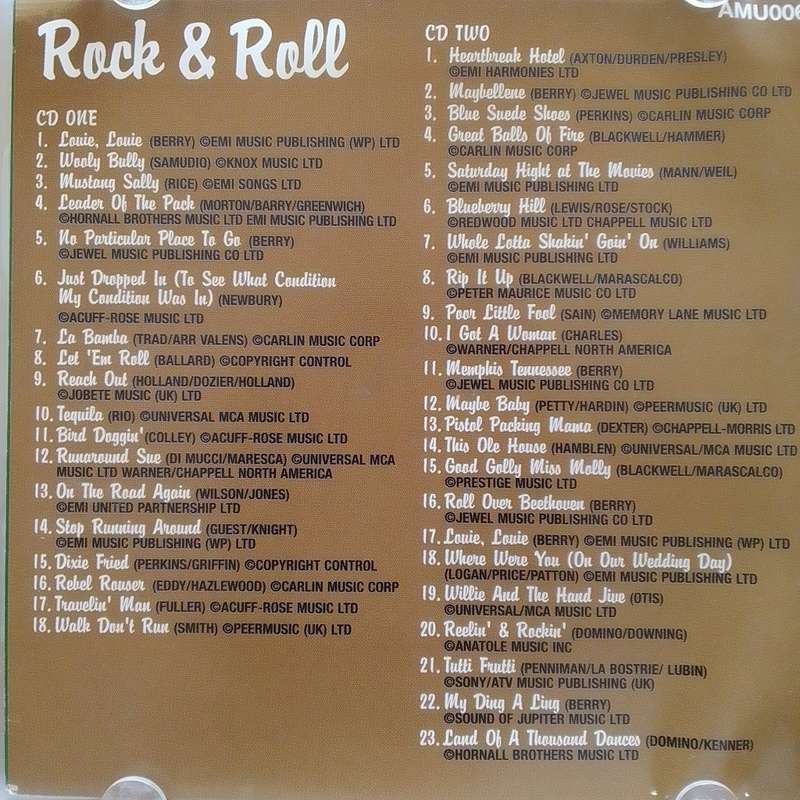 AMU006
Rock & Roll
CD ONE
1. Louie, Louie (BERRY) ©EMI MUSIC PUBLISHING (WP) LTD
2. Wooly Bully (SAMUDIO) ©KNOX MUSIC LTD
3. Mustang Sally (RICE) ©EMI SONGS LTD
4. Leader Of The Pack (MORTON/BARRY/GREENWICH)
©HORNALL BROTHERS MUSIC LTD EMI MUSIC PUBLISHING LTD
5. No Particular Place To Go (BERRY)
©JEWEL MUSIC PUBLISHING CO LTD
6. Just Dropped In (To See What Condition
My Condition Was In) (NEWBURY)
©ACUFF-ROSE MUSIC LTD
7. La Bamba (TRAD/ARR VALENS) ©CARLIN MUSIC CORP
8. Let 'Em Roll (BALLARD) ©COPYRIGHT CONTROL
9. Reach Out (HOLLAND/DOZIER/HOLLAND)
©JOBETE MUSIC (UK) LTD
10. Tequila (RIO) ©UNIVERSAL MCA MUSIC LTD
11. Bird Doggin' (COLLEY) ©ACUFF-ROSE MUSIC LTD
12. Runaround Sue (DI MUCCI/MARESCA) ©UNIVERSAL MCA
MUSIC LTD WARNER/CHAPPELL NORTH AMERICA
13. On The Road Again (WILSON/JONES)
©EMI UNITED PARTNERSHIP LTD
14. Stop Running Around (GUEST/KNIGHT)
©EMI MUSIC PUBLISHING (WP) LTD
15. Dixie Fried (PERKINS/GRIFFIN) ©COPYRIGHT CONTROL
16. Rebel Rouser (EDDY/HAZLEWOOD) ©CARLIN MUSIC CORP
17. Travelin' Man (FULLER) ©ACUFF-ROSE MUSIC LTD
18. Walk Don't Run (SMITH) ©PEERMUSIC (UK) LTD
CD TWO
1. Heartbreak Hotel (AXTON/DURDEN/PRESLEY)
©EMI HARMONIES LTD
2. Maybellene (BERRY) ©JEWEL MUSIC PUBLISHING CO LTD
3. Blue Suede Shoes (PERKINS) ©CARLIN MUSIC CORP
4. Great Balls Of Fire (BLACKWELL/HAMMER)
©CARLIN MUSIC CORP
5. Saturday Hight at The Movies (MANN/WEIL)
©EMI MUSIC PUBLISHING LTD
6. Blueberry Hill (LEWIS/ROSE/STOCK)
©REDWOOD MUSIC LTD CHAPPELL MUSIC LTD
7. Whole Lotta Shakin' Goin' On (WILLIAMS)
©EMI MUSIC PUBLISHING LTD
8. Rip It Up (BLACKWELL/MARASCALCO)
©PETER MAURICE MUSIC CO LTD
9. Poor Little Fool (SAIN) ©MEMORY LANE MUSIC LTD
10. I Got A Woman (CHARLES)
©WARNER/CHAPPELL NORTH AMERICA
11. Memphis Tennessee (BERRY)
©JEWEL MUSIC PUBLISHING CO LTD
12. Maybe Baby (PETTY/HARDIN) ©PEERMUSIC (UK) LTD
13. Pistol Packing Mama (DEXTER) ©CHAPPELL-MORRIS LTD
14. This Ole House (HAMBLEN) ©UNIVERSAL/MCA MUSIC LTD
15. Good Golly Miss Molly (BLACKWELL/MARASCALCO)
©PRESTIGE MUSIC LTD
16. Roll Over Beethoven (BERRY)
©JEWEL MUSIC PUBLISHING CO LTD
17. Louie, Louie (BERRY) ©EMI MUSIC PUBLISHING (WP) LTD
18. Where Were You (On Our Wedding Day)
(LOGAN/PRICE/PATTON) ©EMI MUSIC PUBLISHING LTD
19. Willie And The Hand Jive (OTIS)
©UNIVERSAL/MCA MUSIC LTD
20. Reelin' & Rockin' (DOMINO/DOWNING)
©ANATOLE MUSIC INC
21. Tutti Frutti (PENNIMAN/LA BOSTRIE/ LUBIN)
©SONY/ATV MUSIC PUBLISHING (UK)
22. My Ding A Ling (BERRY)
©SOUND OF JUPITER MUSIC LTD
23. Land Of A Thousand Dances (DOMINO/KENNER)
©HORNALL BROTHERS MUSIC LTD